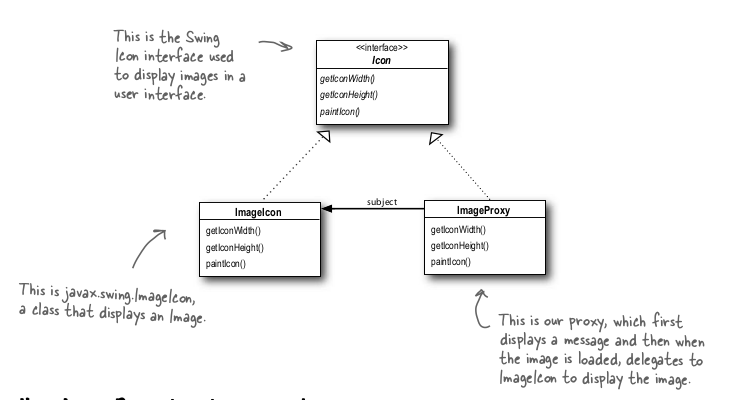 This is the Swing
Icon interface used
to display images in a
user interface.
<<interface>>
Icon
getIconWidth()
getIconHeight()
paintIcon()
subject
ImageIcon
getIconWidth()
getIconHeight()
paintIcon()
ImageProxy
getIconWidth()
getIconHeight()
paintIcon()
This is javax.swing.ImageIcon,
a class that displays an Image.
This is our proxy, which first
displays a message and then when
the image is loaded, delegates to
ImageIcon to display the image.